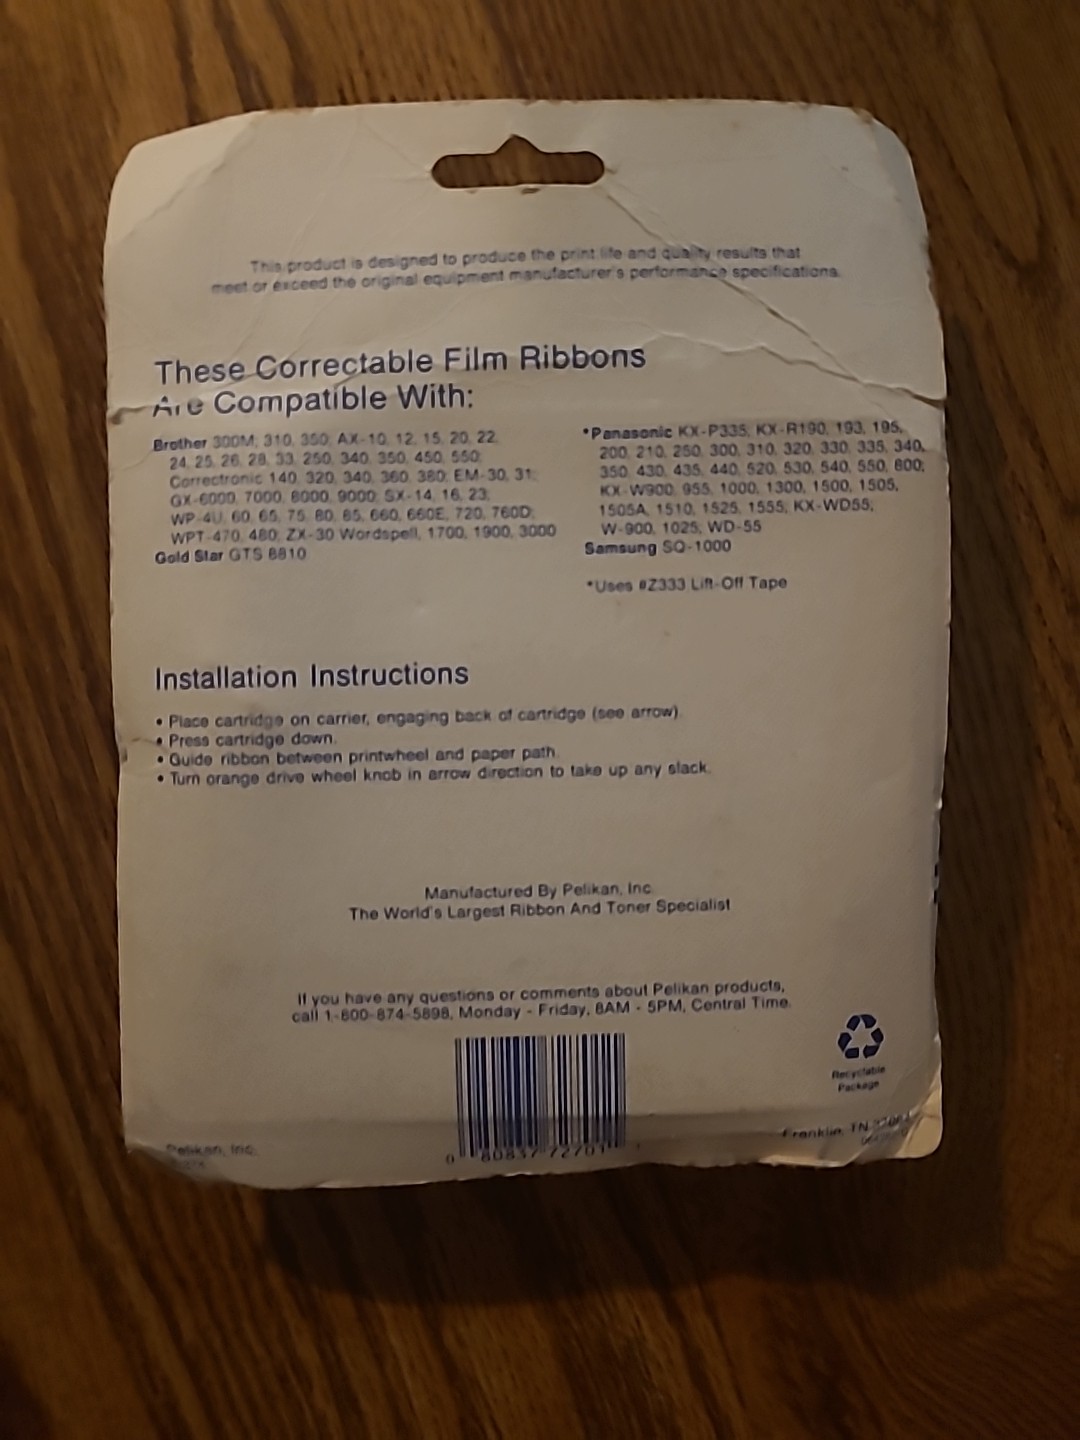 This product is designed to produce the print life and quality results that
meet or exceed the original equipment manufacturer's performance specifications.
These Correctable Film Ribbons
Are Compatible With:
Brother 300M, 310, 350; AX-10, 12, 15, 20, 22,
24, 25, 26, 28, 33, 250, 340, 350, 450, 550;
Correctronic 140, 320, 340, 360, 380; EM-30, 31;
GX-6000, 7000, 8000, 9000; SX-14, 16, 23;
WP-4U, 60, 65, 75, 80, 85, 660, 660E, 720, 760D;
WPT-470, 480; ZX-30 Wordspell, 1700, 1900, 3000
Gold Star GTS 8810
*Panasonic KX-P335; KX-R190, 193, 195,
200, 210, 250, 300, 310, 320, 330, 335, 340,
350, 430, 435, 440, 520, 530, 540, 550, 800;
KX-W900, 955, 1000, 1300, 1500, 1505,
1505A, 1510, 1525, 1555; KX-WD55;
W-900, 1025; WD-55
Samsung SQ-1000
*Uses #Z333 Lift-Off Tape
Installation Instructions
• Place cartridge on carrier, engaging back of cartridge (see arrow).
• Press cartridge down.
• Guide ribbon between printwheel and paper path.
• Turn orange drive wheel knob in arrow direction to take up any slack.
Manufactured By Pelikan, Inc.
The World's Largest Ribbon And Toner Specialist
If you have any questions or comments about Pelikan products,
call 1-800-874-5898, Monday - Friday, 8AM - 5PM, Central Time.
Recyclable
Package
Pelikan, Inc.
Franklin, TN
0 80837 72701